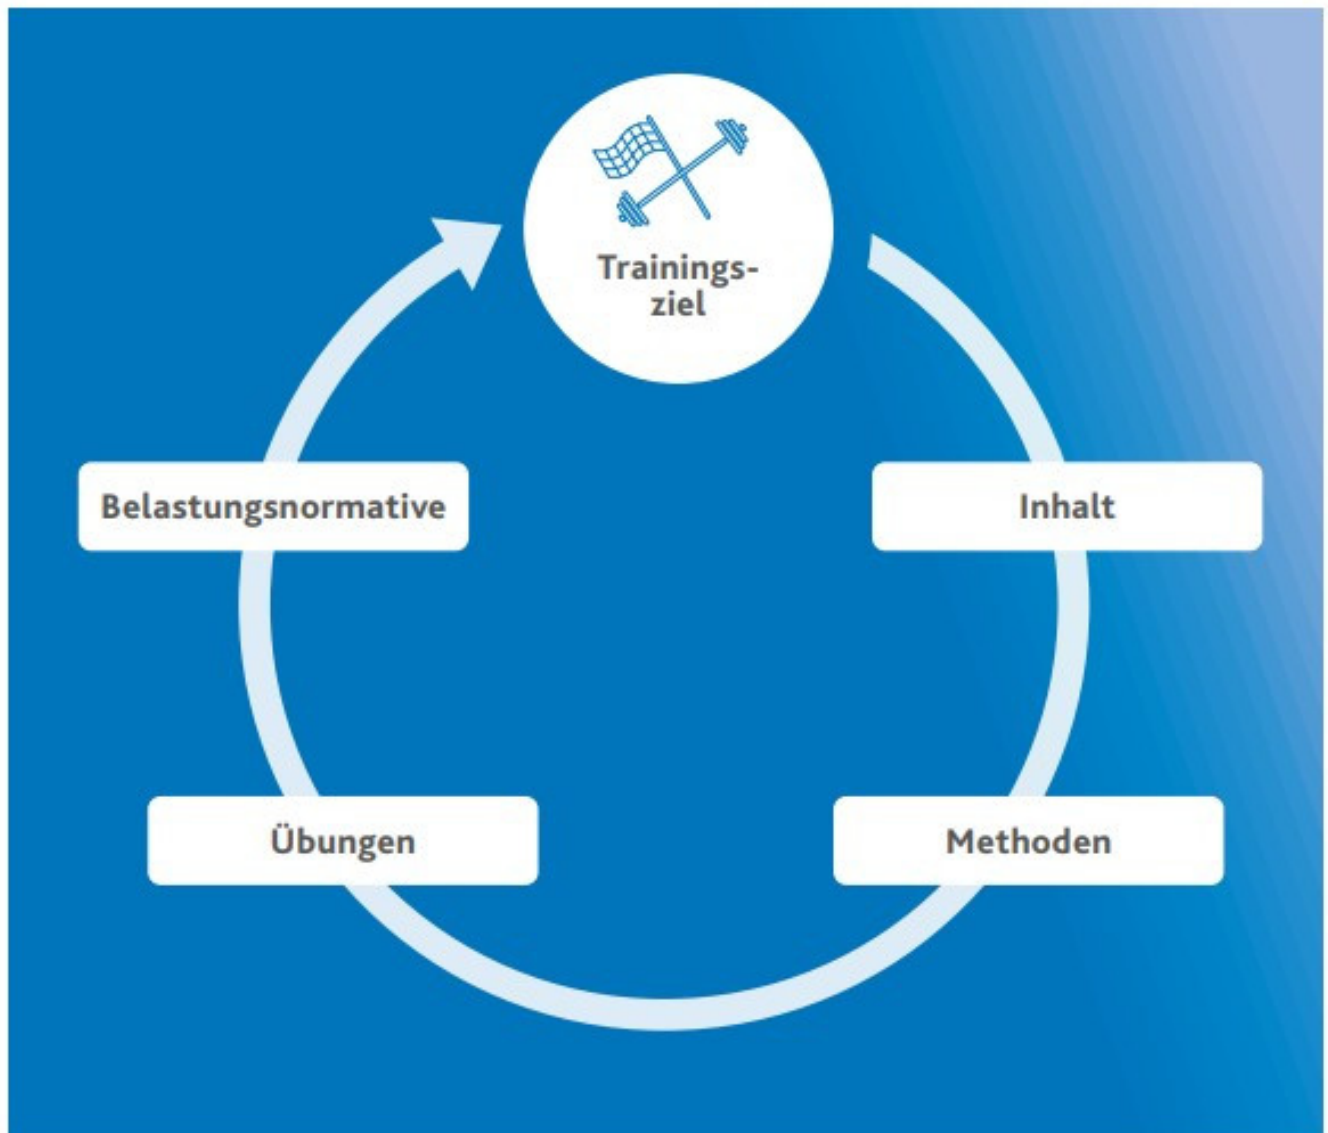 Trainings-
ziel
Inhalt
Methoden
Übungen
Belastungsnormative